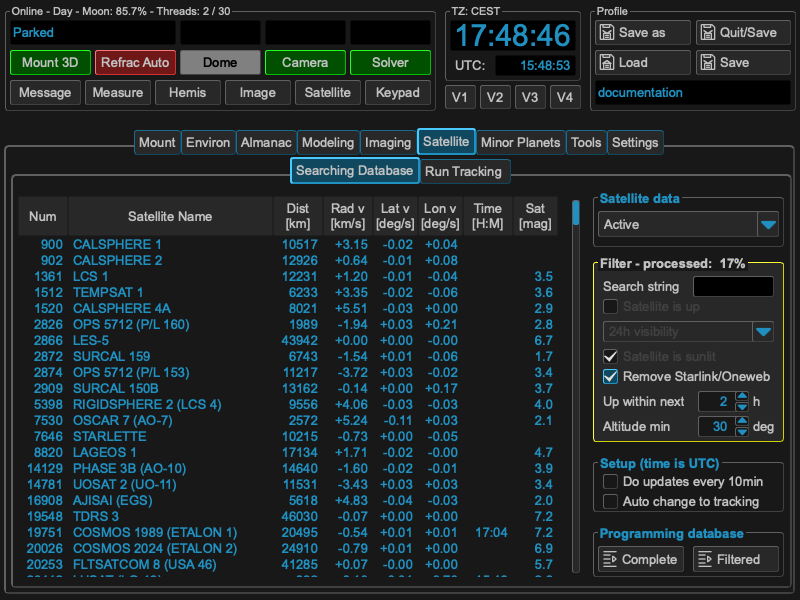 Online - Day - Moon: 85.7% - Threads: 2 / 30
Parked
Mount 3D Refrac Auto Dome Camera Solver
Message Measure Hemis Image Satellite Keypad
TZ: CEST
17:48:46
UTC: 15:48:53
V1 V2 V3 V4
Profile
Save as Quit/Save
Load Save
documentation
Mount Environ Almanac Modeling Imaging Satellite Minor Planets Tools Settings
Searching Database Run Tracking
Num Satellite Name Dist [km] Rad v [km/s] Lat v [deg/s] Lon v [deg/s] Time [H:M] Sat [mag]
900 CALSPHERE 1 10517 +3.15 -0.02 +0.04
902 CALSPHERE 2 12926 +0.64 -0.01 +0.08
1361 LCS 1 12231 +1.20 -0.01 -0.04 3.5
1512 TEMPSAT 1 6233 +3.35 -0.02 -0.06 3.6
1520 CALSPHERE 4A 8021 +5.51 -0.03 +0.00 2.9
2826 OPS 5712 (P/L 160) 1989 -1.94 +0.03 +0.21 2.8
2866 LES-5 43942 +0.00 +0.00 -0.00 6.7
2872 SURCAL 159 6743 -1.54 +0.01 -0.06 1.7
2874 OPS 5712 (P/L 153) 11217 -3.72 +0.03 -0.02 3.4
2909 SURCAL 150B 13162 -0.14 +0.00 +0.17 3.7
5398 RIGIDSPHERE 2 (LCS 4) 9556 +4.06 -0.03 -0.03 4.0
7530 OSCAR 7 (AO-7) 2572 +5.24 -0.11 +0.03 2.1
7646 STARLETTE 10215 -0.73 +0.00 -0.05
8820 LAGEOS 1 17134 +1.71 -0.02 -0.00 4.7
14129 PHASE 3B (AO-10) 14640 -1.60 -0.02 -0.01 3.9
14781 UOSAT 2 (UO-11) 11531 -3.43 +0.03 +0.03 3.4
16908 AJISAI (EGS) 5618 +4.83 -0.04 -0.03 2.0
19548 TDRS 3 46030 -0.07 +0.00 +0.00 7.2
19751 COSMOS 1989 (ETALON 1) 20495 -0.54 +0.01 +0.01 17:04 7.2
20026 COSMOS 2024 (ETALON 2) 24910 -0.79 +0.01 +0.00 6.9
20253 FLTSATCOM 8 (USA 46) 41285 +0.07 -0.00 +0.00 5.7
Satellite data
Active
Filter - processed: 17%
Search string
Satellite is up
24h visibility
Satellite is sunlit
Remove Starlink/Oneweb
Up within next 2 h
Altitude min 30 deg
Setup (time is UTC)
Do updates every 10min
Auto change to tracking
Programming database
Complete Filtered